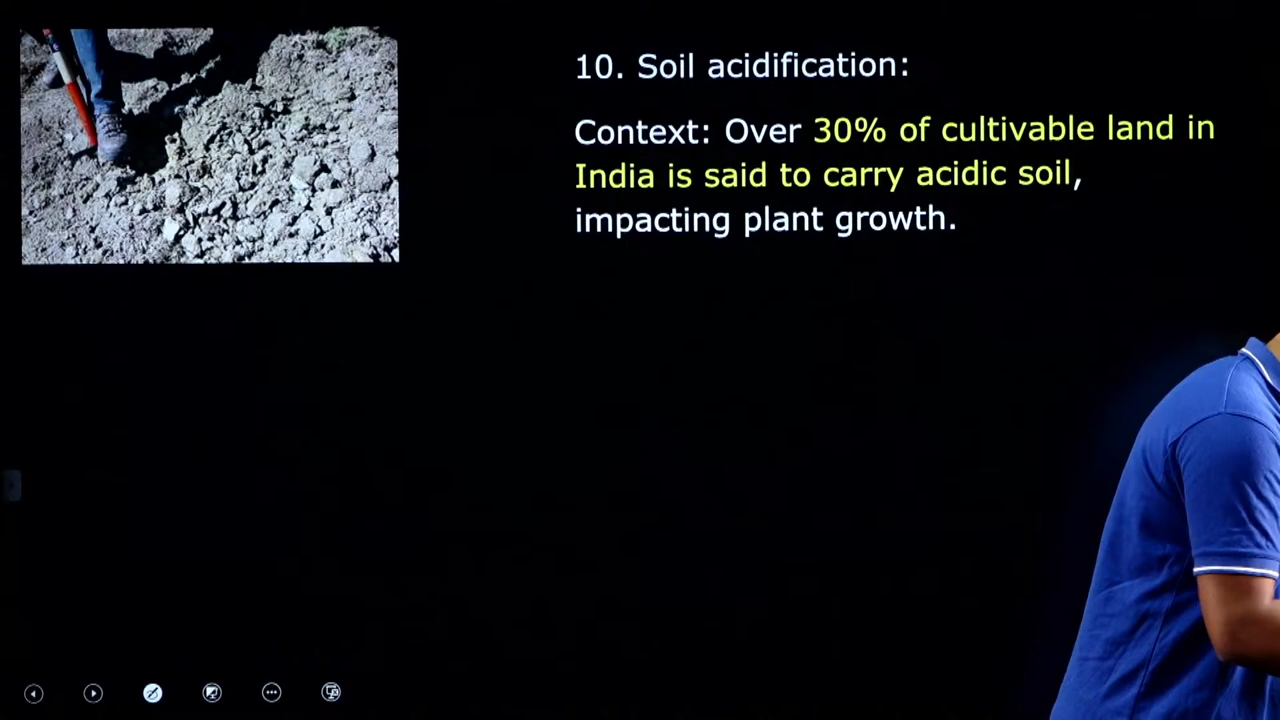 10. Soil acidification:
Context: Over 30% of cultivable land in
India is said to carry acidic soil,
impacting plant growth.